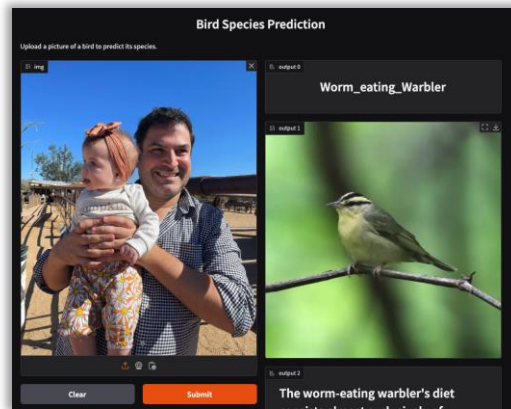 Bird Species Prediction
Upload a picture of a bird to predict its species.
img
output 0
Worm_eating_Warbler
output 1
Clear
Submit
output 2
The worm-eating warbler's diet